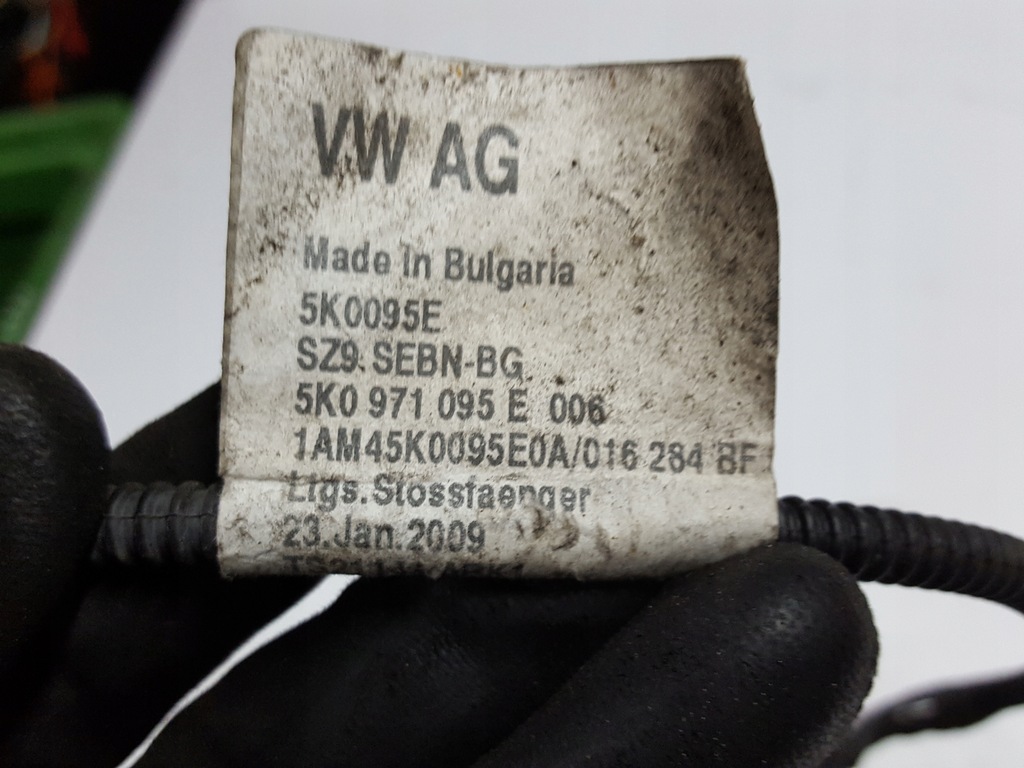 VW AG
Made in Bulgaria
5K0095E
SZ9. SEBN-BG
5K0 971 095 E 006
1AM45K0095E0A/016 284 BF
Ltgs.Stossfaenger
23.Jan.2009